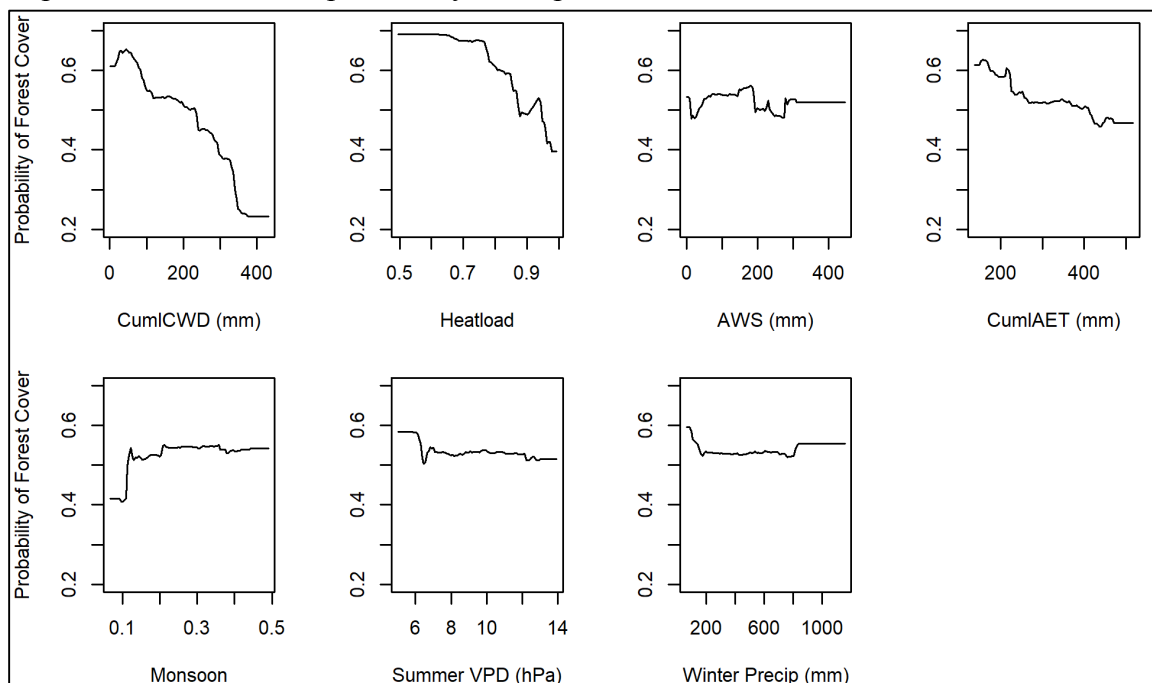 Probability of Forest Cover
0.6 0.6 0.6 0.6
0.4 0.4 0.4 0.4
0.2 0.2 0.2 0.2
0 200 400 0.5 0.7 0.9 0 200 400 200 400
CumlCWD (mm) Heatload AWS (mm) CumlAET (mm)
Probability of Forest Cover
0.6 0.6 0.6
0.4 0.4 0.4
0.2 0.2 0.2
0.1 0.3 0.5 6 8 10 14 200 600 1000
Monsoon Summer VPD (hPa) Winter Precip (mm)